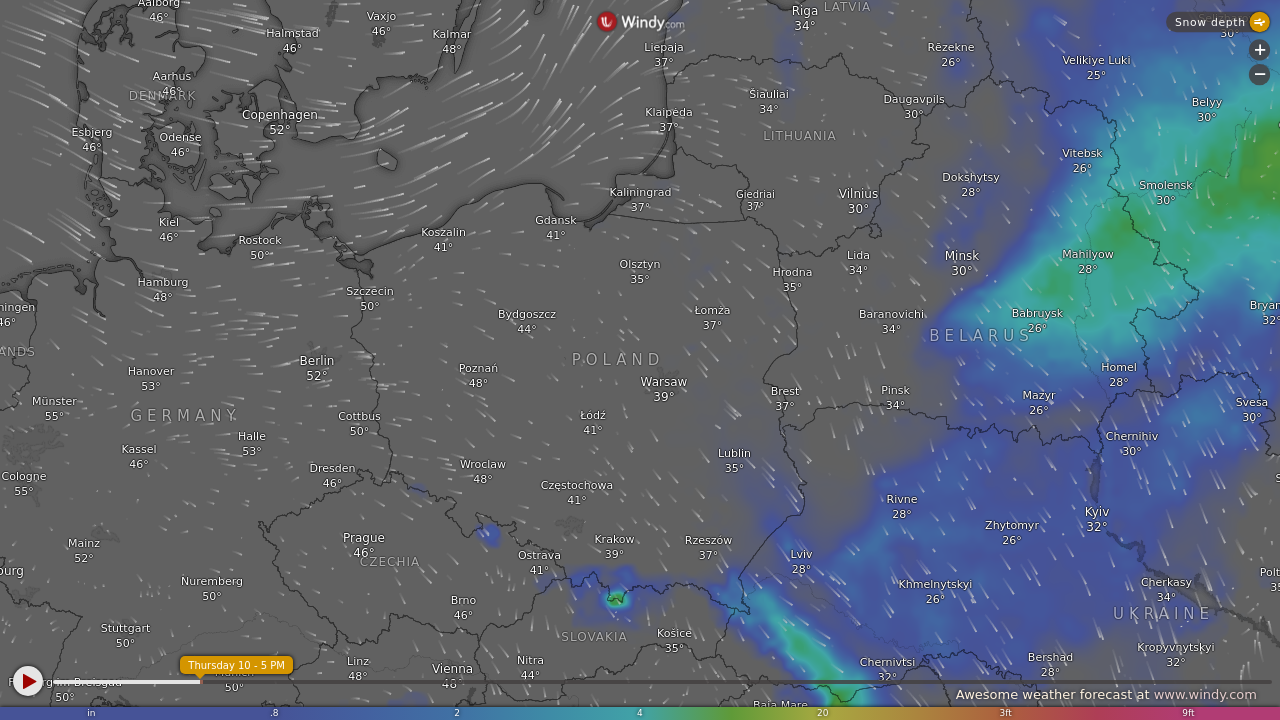 Aalborg
46°
Vaxjo
46°
Halmstad
46°
Kalmar
48°
Windy.com
Riga
34°
LATVIA
Snow depth
30°
Liepaja
37°
Rēzekne
26°
Velikiye Luki
25°
+
−
Aarhus
46°
DENMARK
Šiauliai
34°
Daugavpils
30°
Belyy
30°
Copenhagen
52°
Klaipėda
37°
Esbjerg
46°
Odense
46°
LITHUANIA
Vitebsk
26°
Dokshytsy
28°
Smolensk
30°
Kaliningrad
37°
Giedriai
37°
Vilnius
30°
Kiel
46°
Gdansk
41°
Koszalin
41°
Rostock
50°
Olsztyn
35°
Lida
34°
Minsk
30°
Mahilyow
28°
Hrodna
35°
Hamburg
48°
Szczecin
50°
ningen
46°
Bydgoszcz
44°
Łomża
37°
Baranovichi
34°
Babruysk
26°
Bryan
32°
BELARUS
ANDS
POLAND
Berlin
52°
Hanover
53°
Poznań
48°
Warsaw
39°
Homel
28°
Brest
37°
Pinsk
34°
Mazyr
26°
Münster
55°
GERMANY
Cottbus
50°
Łódź
41°
Svesa
30°
Kassel
46°
Halle
53°
Chernihiv
30°
Lublin
35°
Cologne
55°
Dresden
46°
Wroclaw
48°
Częstochowa
41°
Rivne
28°
Kyiv
32°
Zhytomyr
26°
Mainz
52°
Prague
46°
CZECHIA
Krakow
39°
Rzeszów
37°
Ostrava
41°
Lviv
28°
burg
Nuremberg
50°
Khmelnytskyi
26°
Cherkasy
34°
Brno
46°
UKRAINE
Stuttgart
50°
SLOVAKIA
Košice
35°
Kropyvnytskyi
32°
Linz
48°
Nitra
44°
Vienna
48°
Chernivtsi
32°
Bershad
28°
Thursday 10 - 5 PM
50°
50°
Baia Mare
Awesome weather forecast at www.windy.com
in
.8
2
4
20
3ft
9ft